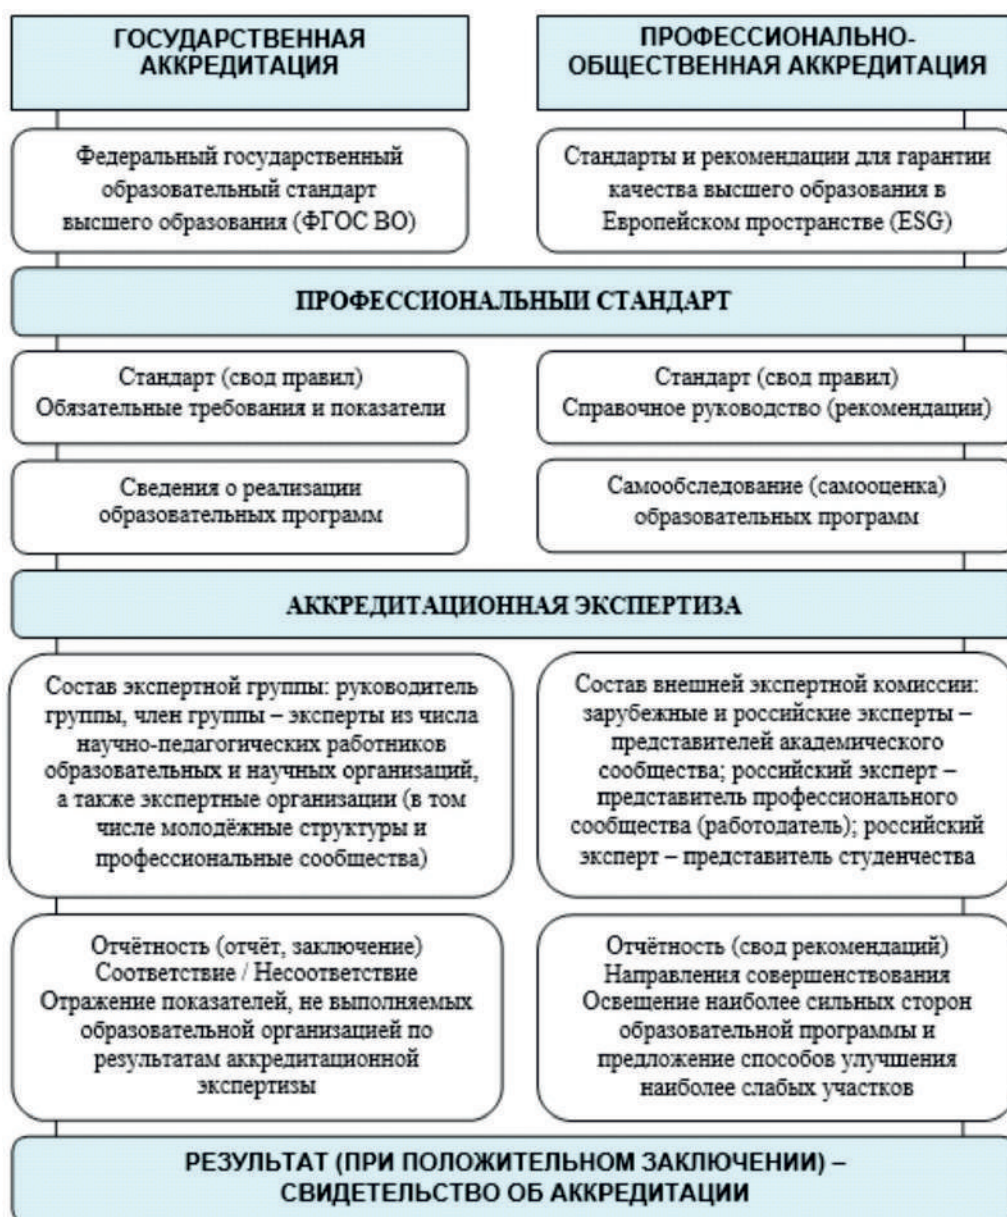 ГОСУДАРСТВЕННАЯ
АККРЕДИТАЦИЯ
ПРОФЕССИОНАЛЬНО-
ОБЩЕСТВЕННАЯ АККРЕДИТАЦИЯ
Федеральный государственный
образовательный стандарт
высшего образования (ФГОС ВО)
Стандарты и рекомендации для гарантии
качества высшего образования в
Европейском пространстве (ESG)
ПРОФЕССИОНАЛЬНЫЙ СТАНДАРТ
Стандарт (свод правил)
Обязательные требования и показатели
Стандарт (свод правил)
Справочное руководство (рекомендации)
Сведения о реализации
образовательных программ
Самообследование (самооценка)
образовательных программ
АККРЕДИТАЦИОННАЯ ЭКСПЕРТИЗА
Состав экспертной группы: руководитель
группы, член группы – эксперты из числа
научно-педагогических работников
образовательных и научных организаций,
а также экспертные организации (в том
числе молодёжные структуры и
профессиональные сообщества)
Состав внешней экспертной комиссии:
зарубежные и российские эксперты –
представителей академического
сообщества; российский эксперт –
представитель профессионального
сообщества (работодатель); российский
эксперт – представитель студенчества
Отчётность (отчёт, заключение)
Соответствие / Несоответствие
Отражение показателей, не выполняемых
образовательной организацией по
результатам аккредитационной
экспертизы
Отчётность (свод рекомендаций)
Направления совершенствования
Освещение наиболее сильных сторон
образовательной программы и
предложение способов улучшения
наиболее слабых участков
РЕЗУЛЬТАТ (ПРИ ПОЛОЖИТЕЛЬНОМ ЗАКЛЮЧЕНИИ) –
СВИДЕТЕЛЬСТВО ОБ АККРЕДИТАЦИИ